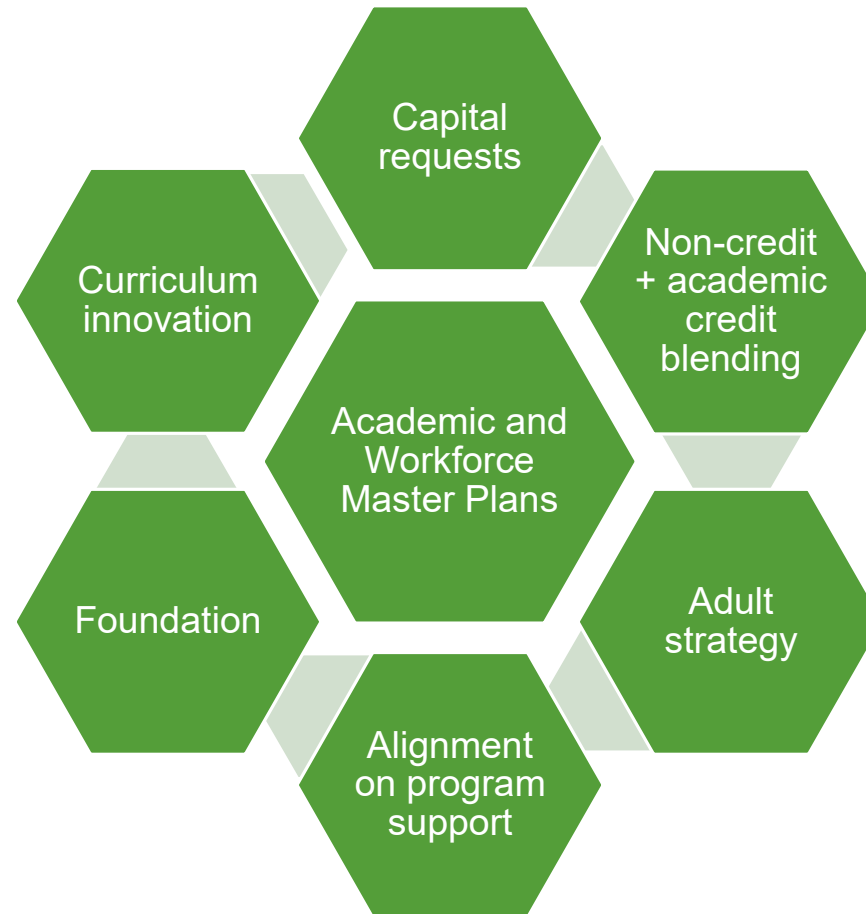 Capital
requests
Non-credit
+ academic
credit
blending
Curriculum
innovation
Academic and
Workforce
Master Plans
Foundation
Adult
strategy
Alignment
on program
support